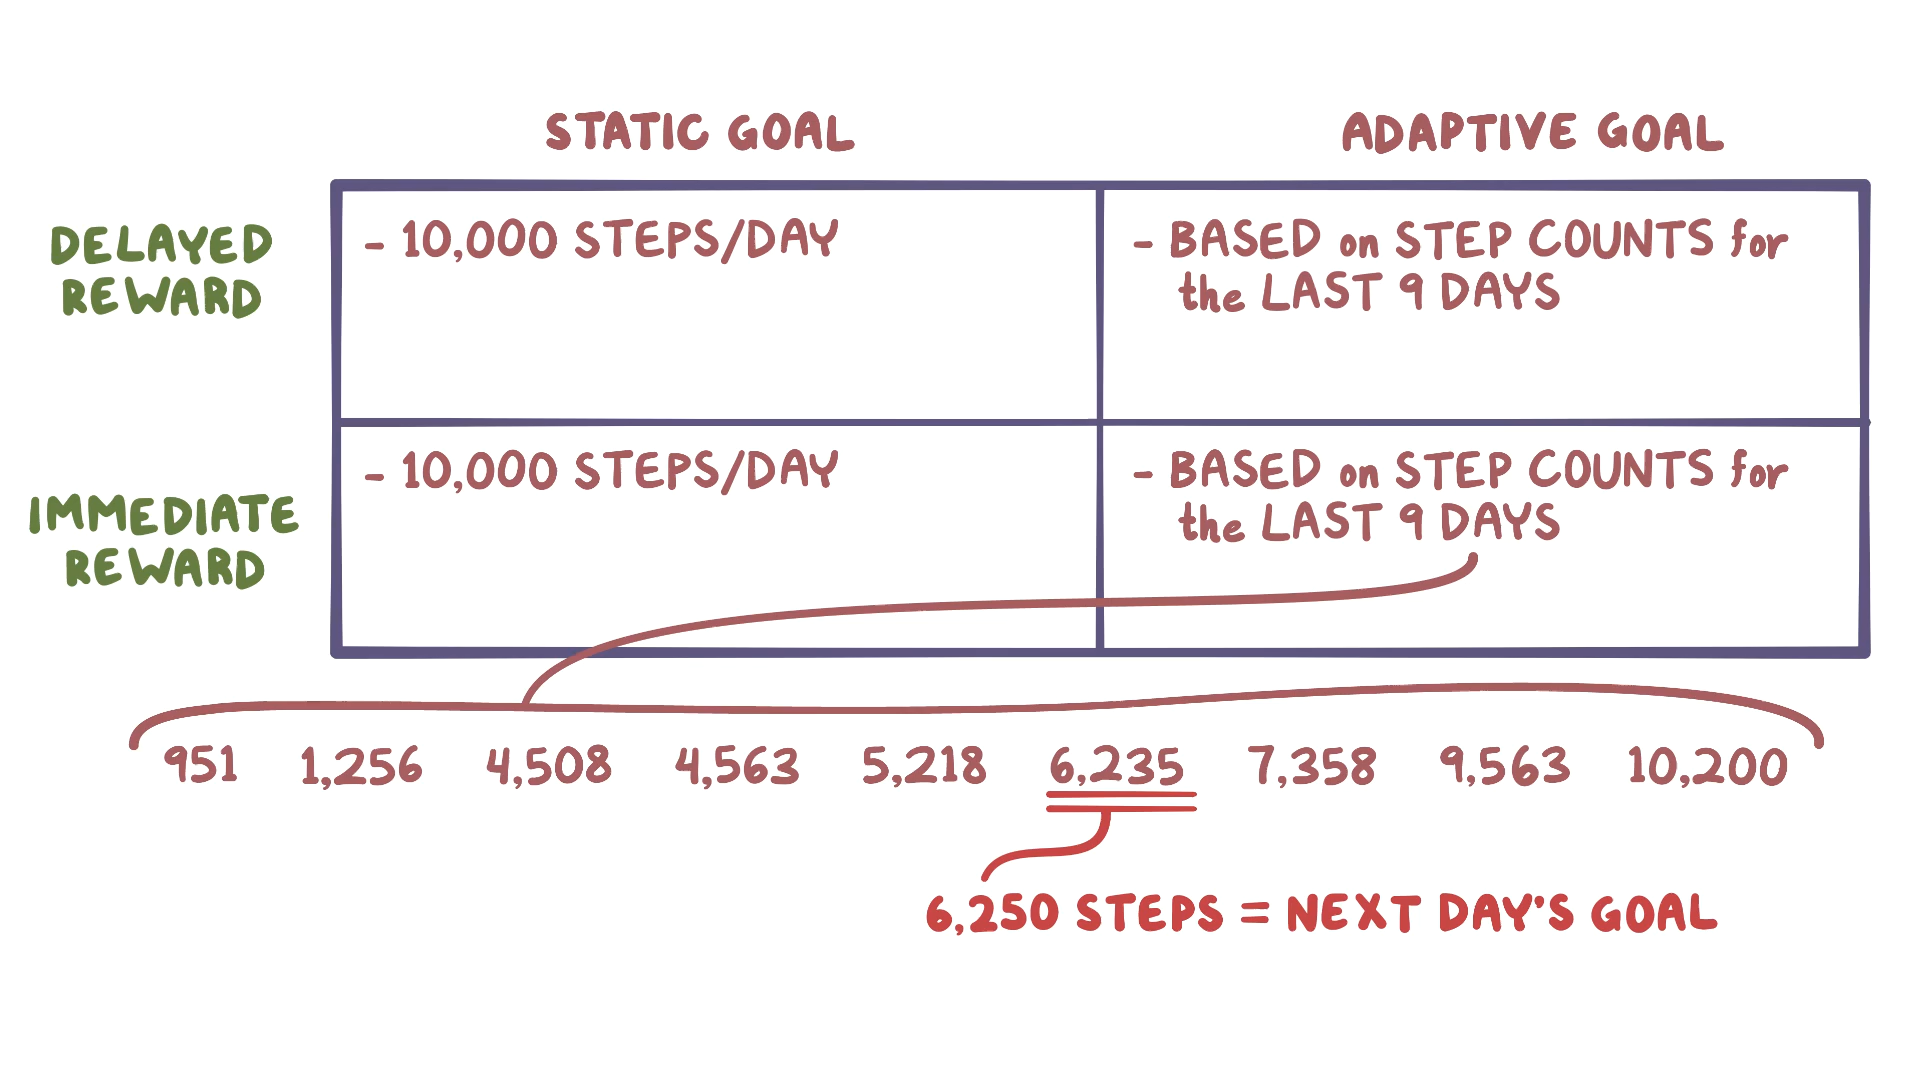 STATIC GOAL
ADAPTIVE GOAL
DELAYED
REWARD
- 10,000 STEPS/DAY
- BASED on STEP COUNTS for
the LAST 9 DAYS
IMMEDIATE
REWARD
- 10,000 STEPS/DAY
- BASED on STEP COUNTS for
the LAST 9 DAYS
951 1,256 4,508 4,563 5,218 6,235 7,358 9,563 10,200
6,250 STEPS = NEXT DAY'S GOAL